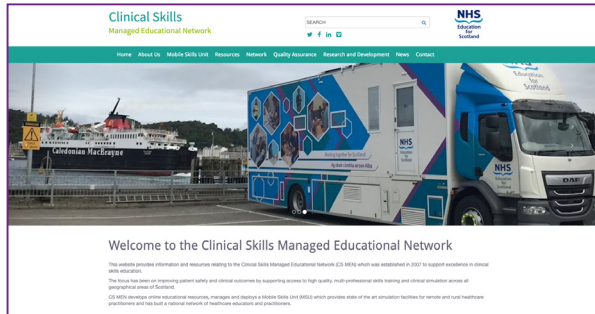 Clinical Skills
Managed Educational Network
SEARCH
NHS
Education
for
Scotland
Home About Us Mobile Skills Unit Resources Network Quality Assurance Research and Development News Contact
Caledonian MacBrayne
NHS
Education
for
Scotland
NHS
NHS
DAF
Welcome to the Clinical Skills Managed Educational Network
This website provides information and resources relating to the Clinical Skills Managed Educational Network (CS MEN) which was established in 2007 to support excellence in clinical
skills education.
The focus has been on improving patient safety and clinical outcomes by supporting access to high quality, multi-professional skills training and clinical simulation across all
geographical areas of Scotland.
CS MEN develops online educational resources, manages and deploys a Mobile Skills Unit (MSU) which provides state of the art simulation facilities for remote and rural healthcare
practitioners and has built a national network of healthcare educators and practitioners.